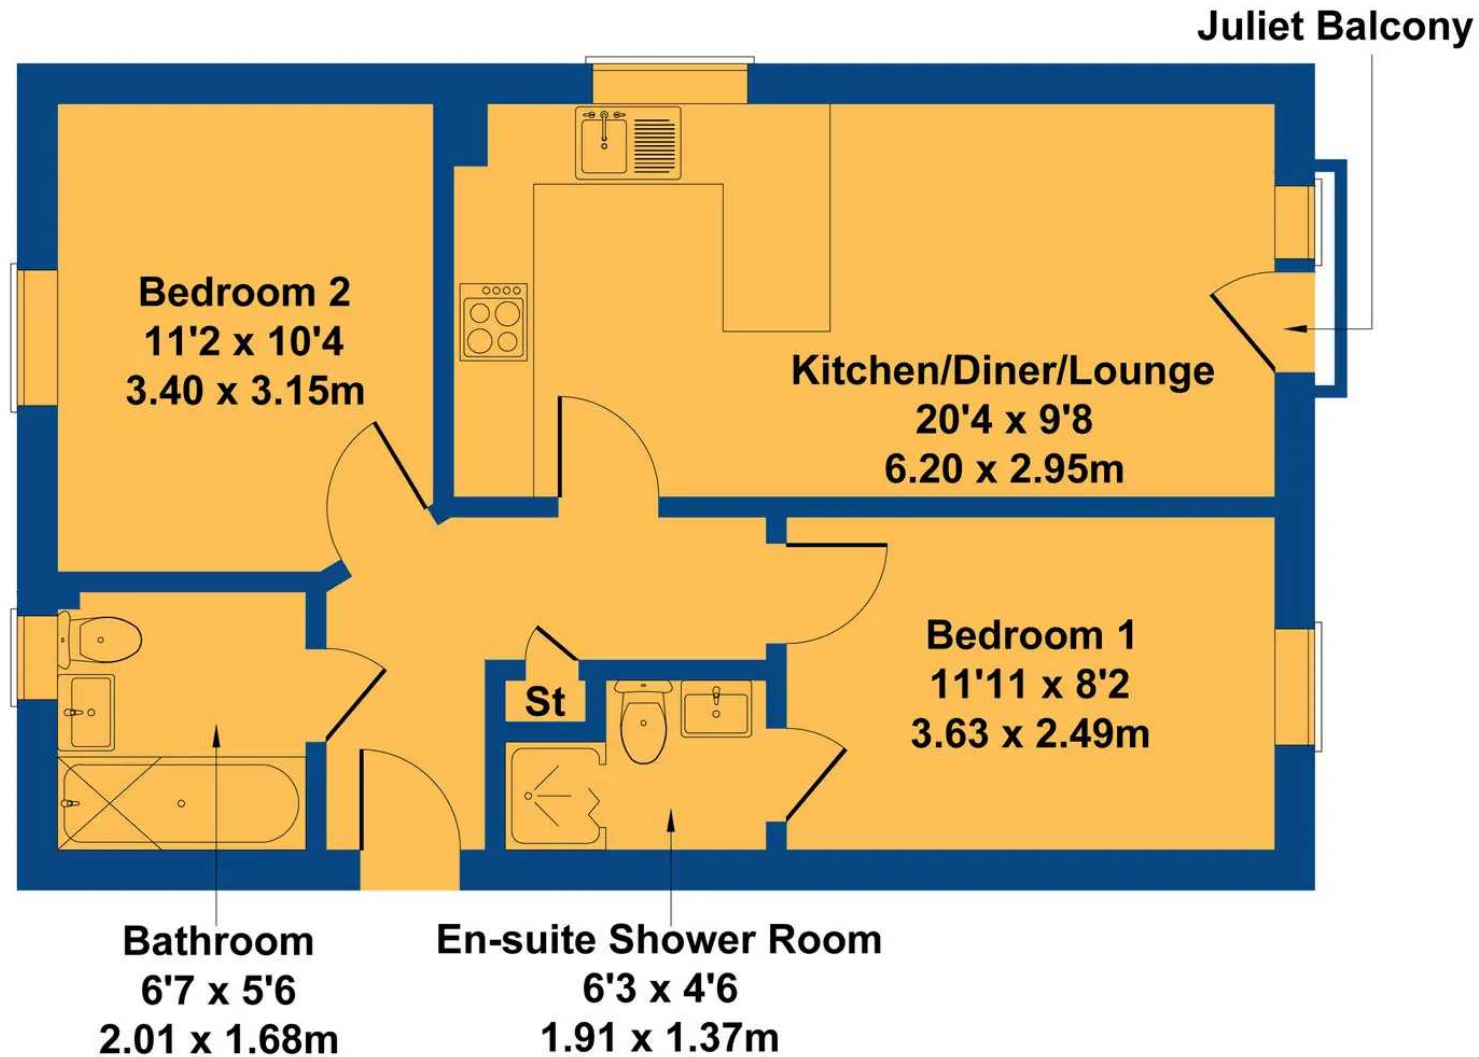 Juliet Balcony
Bedroom 2
11'2 x 10'4
3.40 x 3.15m
Kitchen/Diner/Lounge
20'4 x 9'8
6.20 x 2.95m
Bedroom 1
11'11 x 8'2
3.63 x 2.49m
St
Bathroom
6'7 x 5'6
2.01 x 1.68m
En-suite Shower Room
6'3 x 4'6
1.91 x 1.37m